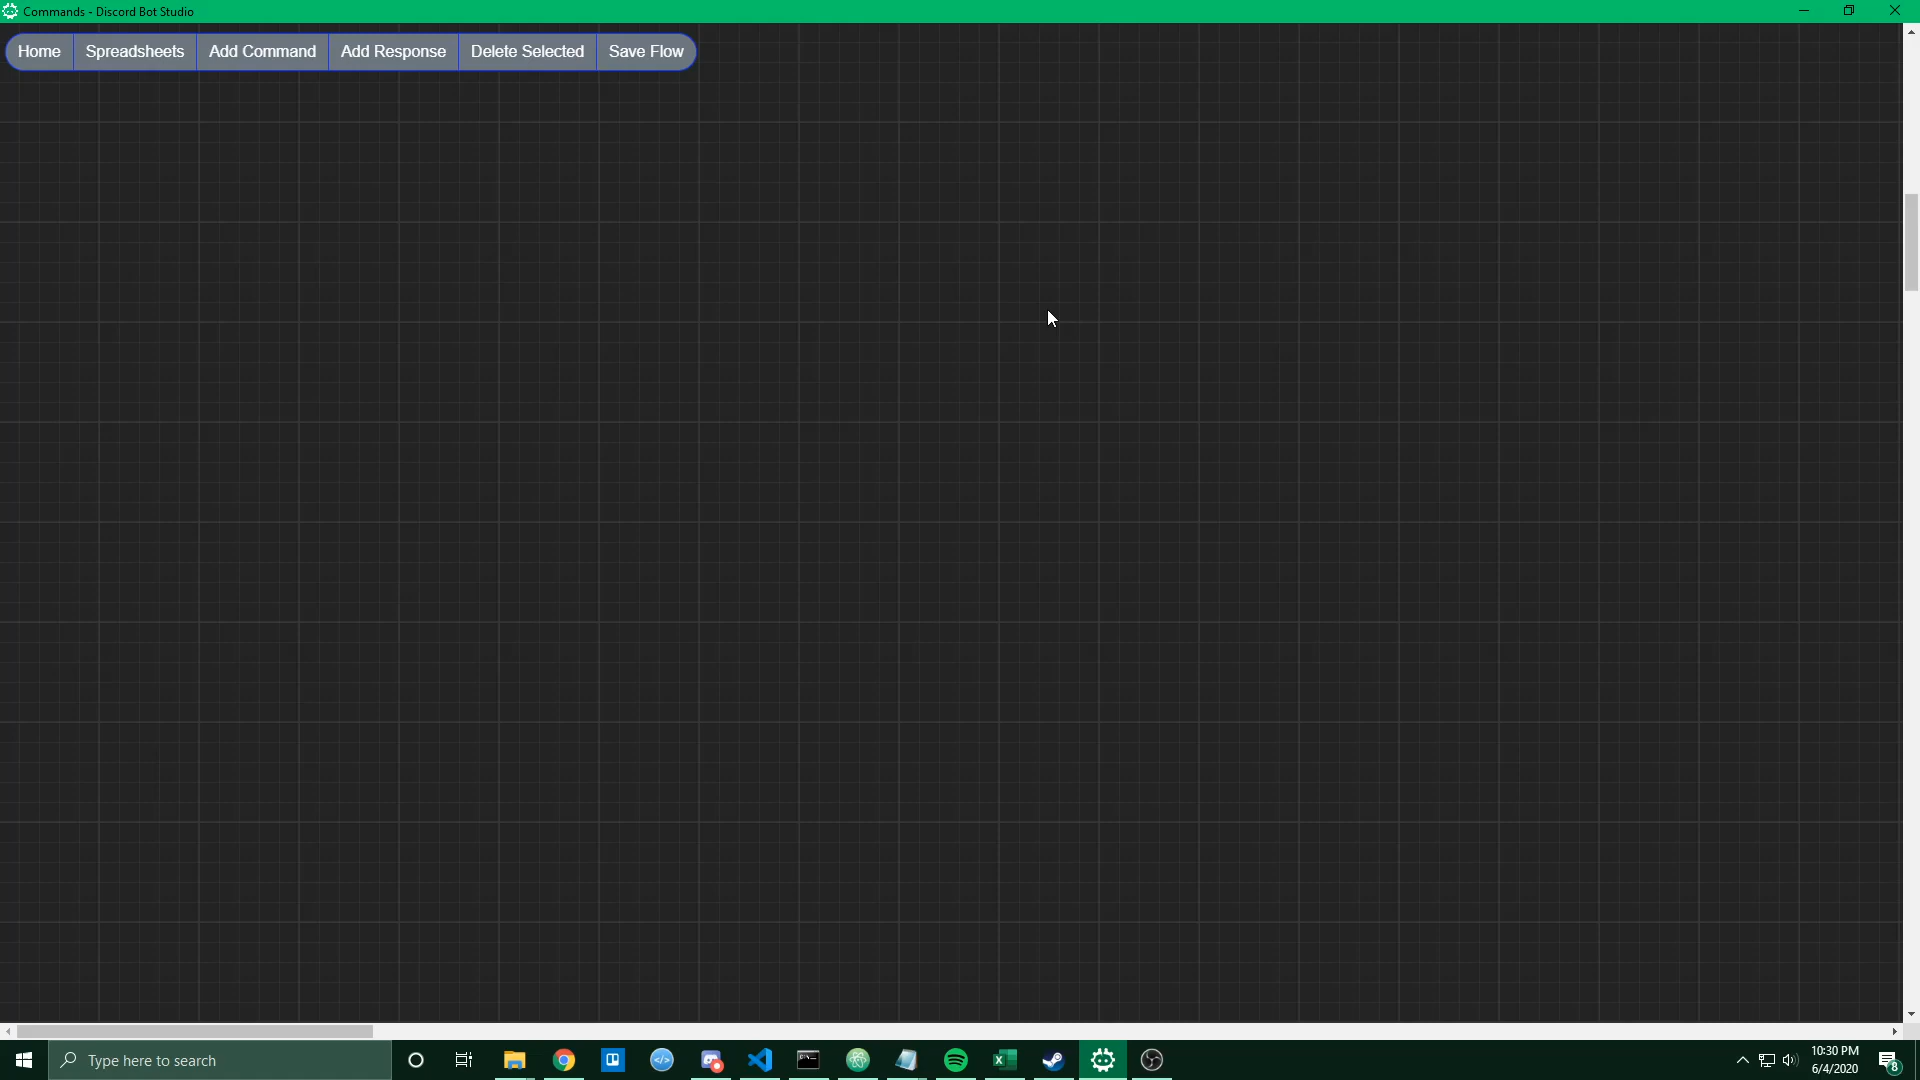 Commands - Discord Bot Studio
Home Spreadsheets Add Command Add Response Delete Selected Save Flow
Type here to search
10:30 PM
6/4/2020
8